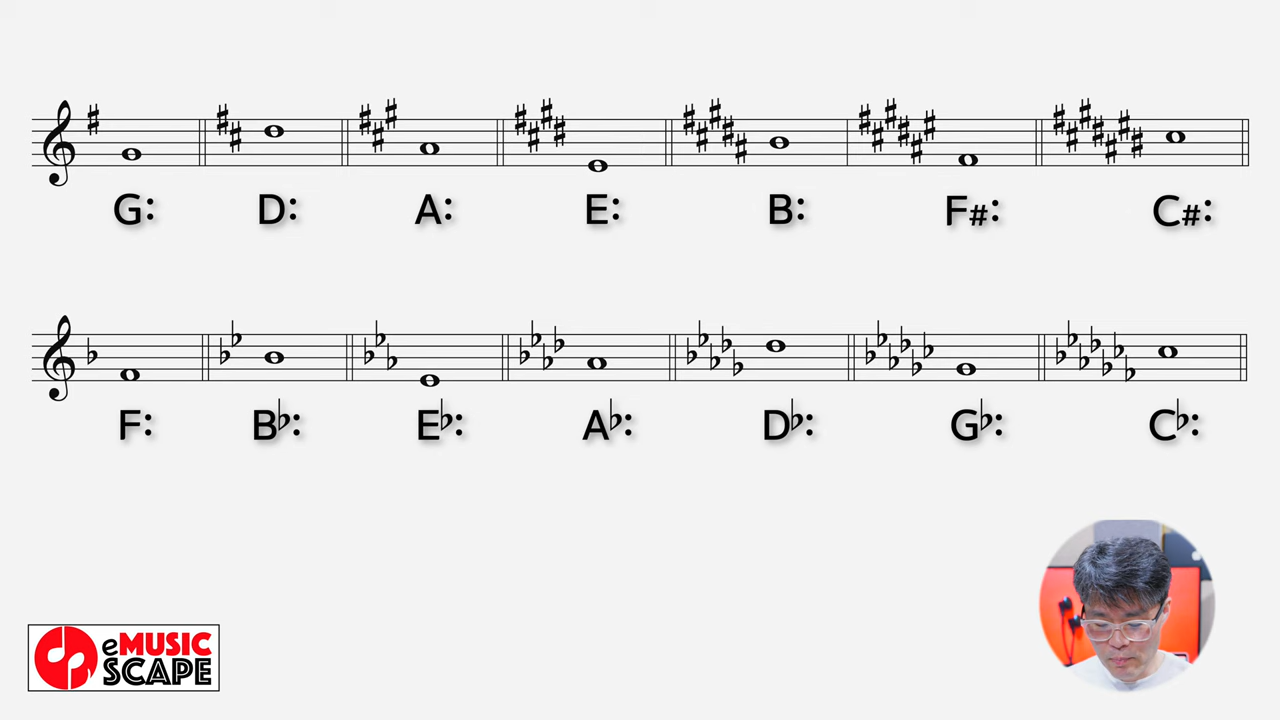 G: D: A: E: B: F#: C#:
F: B♭: E♭: A♭: D♭: G♭: C♭:
eMUSIC
SCAPE